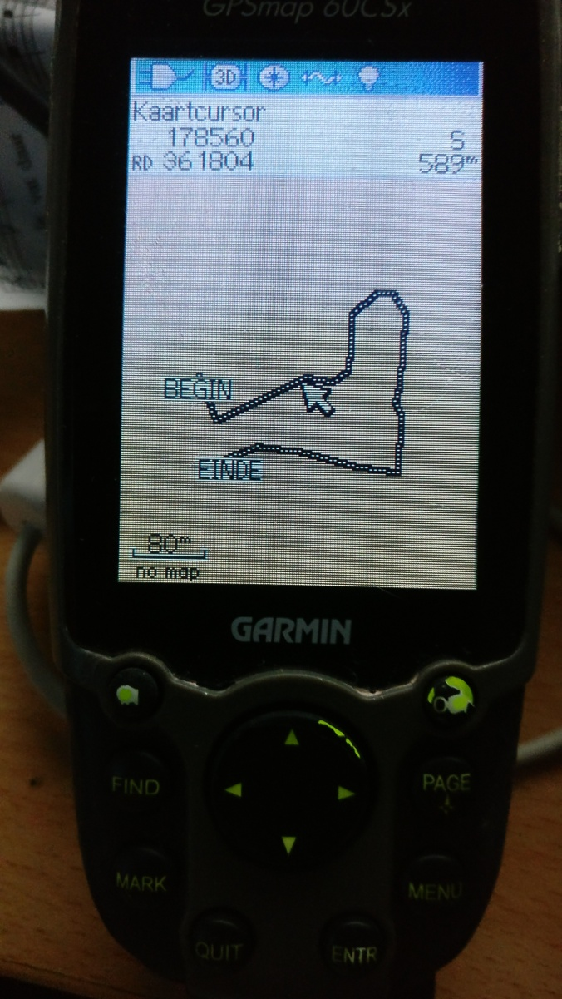 GPSmap 60CSx
3D
Kaartcursor
178560 S
RD 361804 589m
BEGIN
EINDE
80m
no map
GARMIN
FIND
PAGE
MARK
MENU
QUIT
ENTR